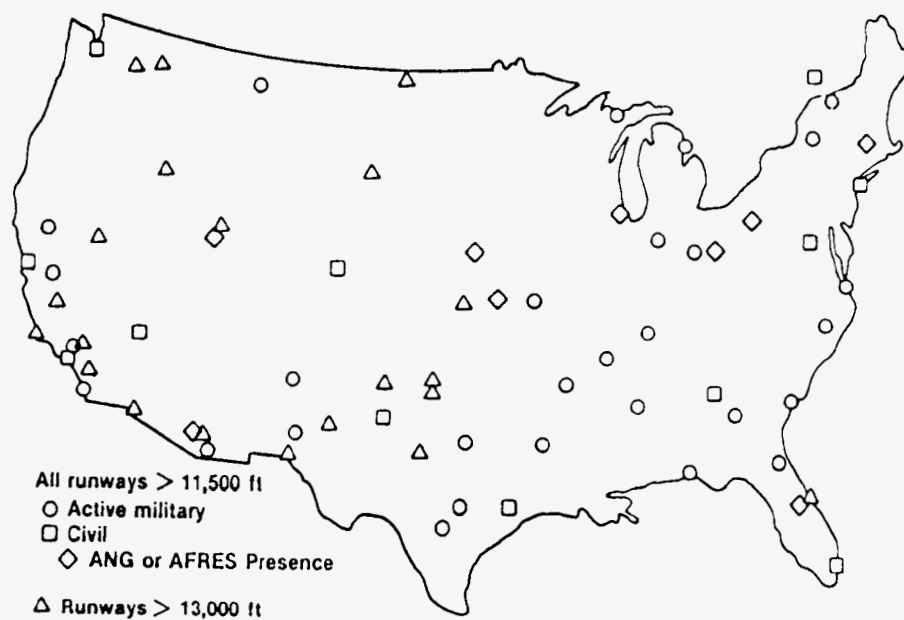 All runways > 11,500 ft
Active military
Civil
ANG or AFRES Presence
Runways > 13,000 ft